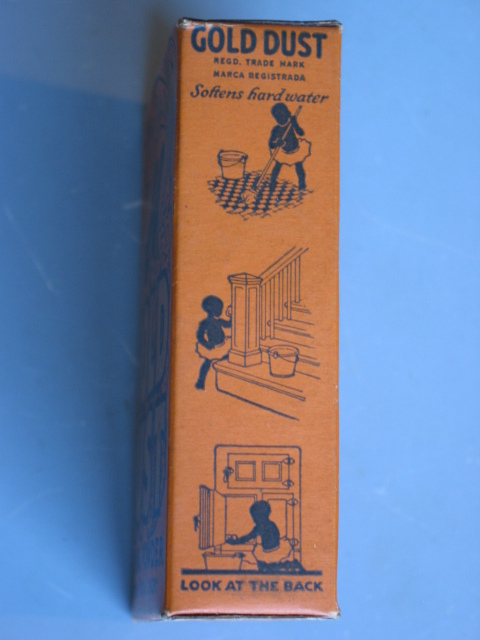 GOLD DUST
REGD. TRADE MARK
MARCA REGISTRADA
Softens hard water
LOOK AT THE BACK